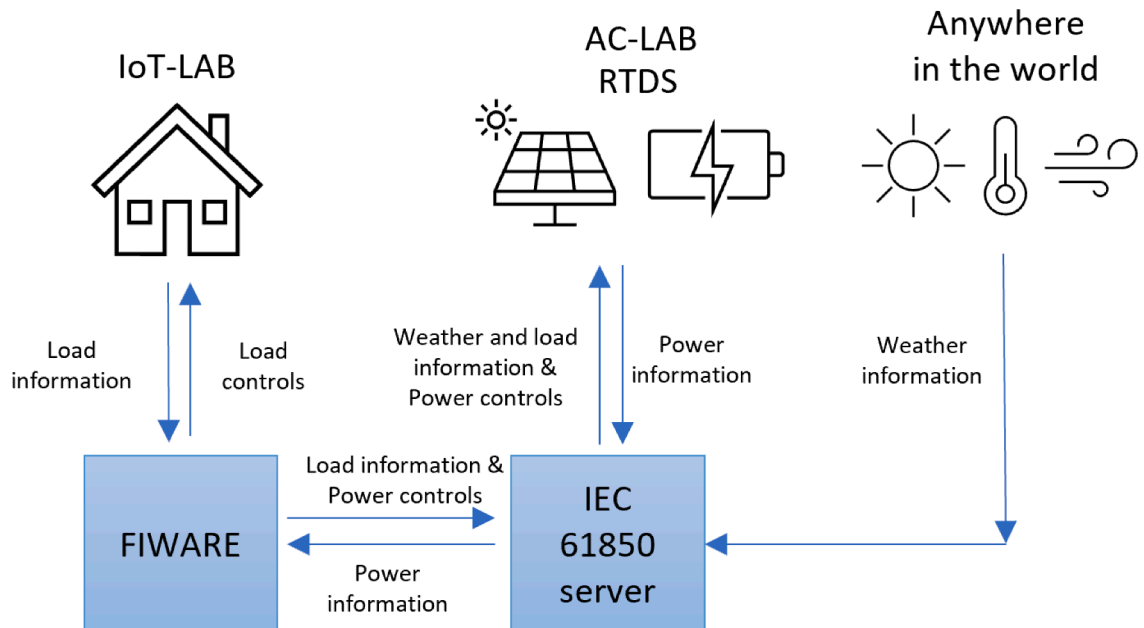 IoT-LAB
AC-LAB
RTDS
Anywhere
in the world
Load
information
Load
controls
Weather and load
information &
Power controls
Power
information
Weather
information
Load information &
Power controls
FIWARE
IEC
61850
server
Power
information